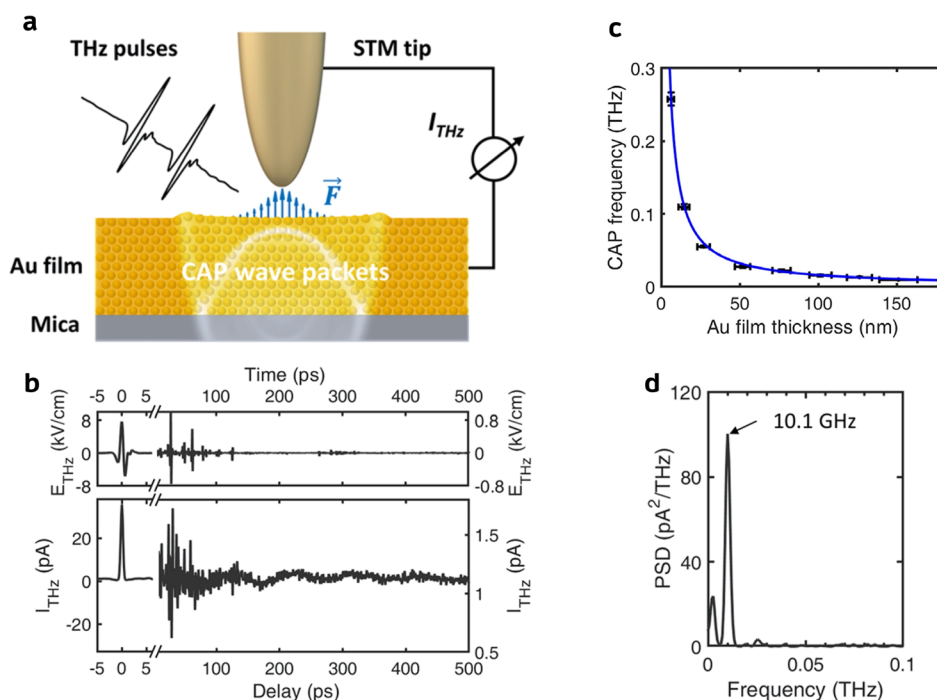 a
THz pulses
STM tip
I_THz
F
Au film
CAP wave packets
Mica
b
Time (ps)
-5 0 5 100 200 300 400 500
E_THz (kV/cm)
8
0
-8
0.8
0
-0.8
E_THz (kV/cm)
I_THz (pA)
20
0
-20
1.5
1
0.5
I_THz (pA)
-5 0 5 100 200 300 400 500
Delay (ps)
c
CAP frequency (THz)
0.3
0.2
0.1
0
0 50 100 150
Au film thickness (nm)
d
PSD (pA²/THz)
120
80
40
0
10.1 GHz
0 0.05 0.1
Frequency (THz)